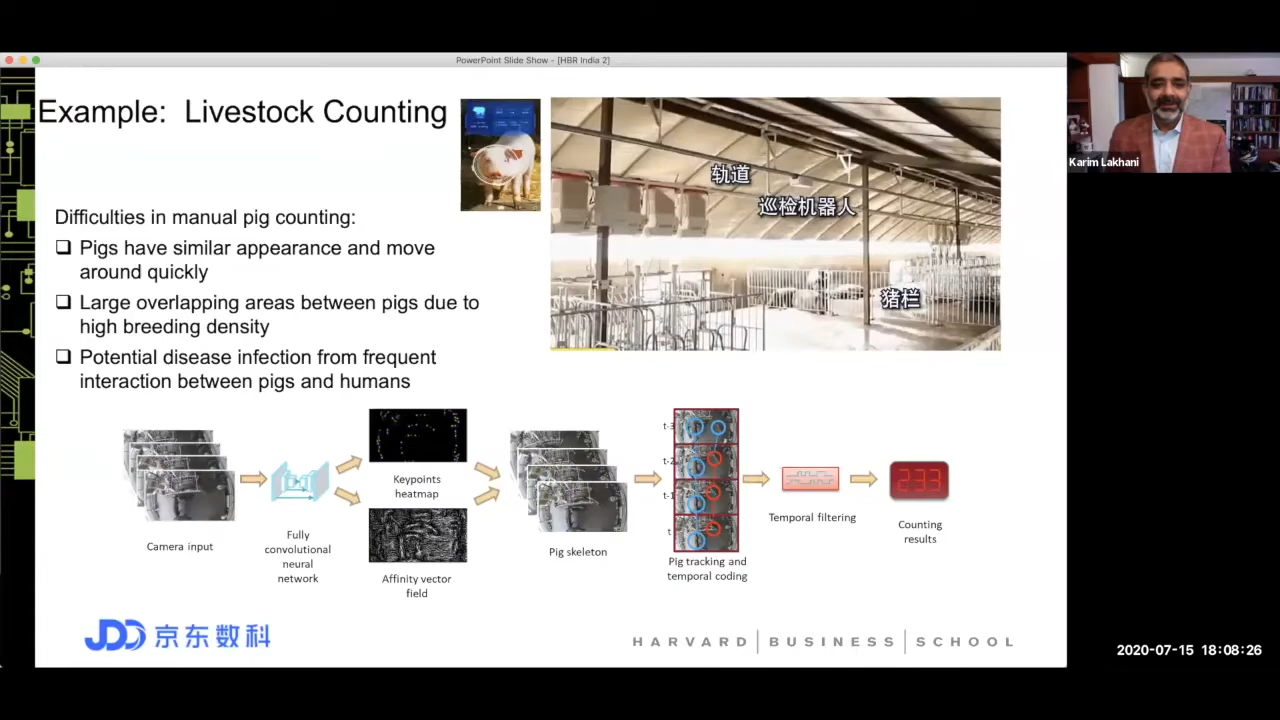 PowerPoint Slide Show - [HBR India 2]
Example: Livestock Counting
轨道
巡检机器人
猪栏
Karim Lakhani
Difficulties in manual pig counting:
❑ Pigs have similar appearance and move
around quickly
❑ Large overlapping areas between pigs due to
high breeding density
❑ Potential disease infection from frequent
interaction between pigs and humans
Camera input
Fully
convolutional
neural
network
Keypoints
heatmap
Affinity vector
field
Pig skeleton
t-3
t-2
t-1
t
Pig tracking and
temporal coding
Temporal filtering
233
Counting
results
JDD 京东数科
HARVARD | BUSINESS | SCHOOL
2020-07-15 18:08:26